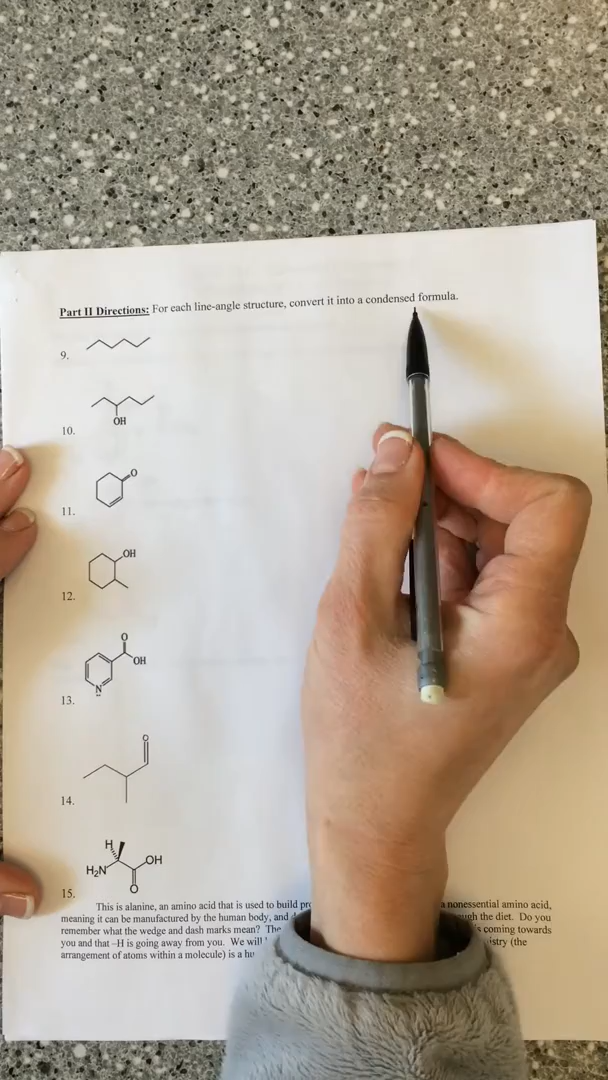 Part II Directions: For each line-angle structure, convert it into a condensed formula.
9.
10.
OH
11.
O
12.
OH
13.
O
OH
N
14.
O
15.
H
H₂N
OH
O
This is alanine, an amino acid that is used to build a nonessential amino acid,
meaning it can be manufactured by the human body, and the diet. Do you
remember what the wedge and dash marks mean? coming towards
you and that –H is going away from you. We will (the
arrangement of atoms within a molecule) is a